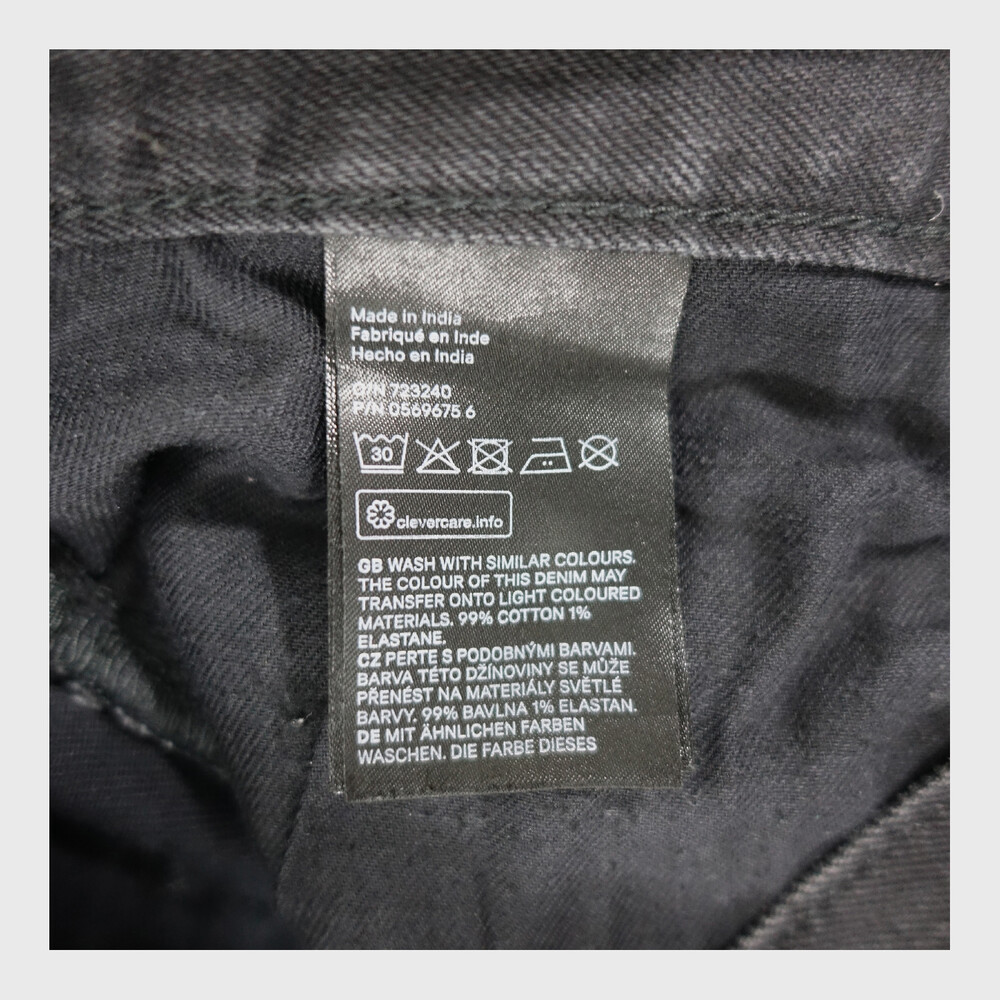 Made in India
Fabriqué en Inde
Hecho en India
723240
P/N 0569675 6
30
clevercare.info
GB WASH WITH SIMILAR COLOURS.
THE COLOUR OF THIS DENIM MAY
TRANSFER ONTO LIGHT COLOURED
MATERIALS. 99% COTTON 1%
ELASTANE.
CZ PERTE S PODOBNÝMI BARVAMI.
BARVA TÉTO DŽÍNOVINY SE MŮŽE
PŘENÉST NA MATERIÁLY SVĚTLÉ
BARVY. 99% BAVLNA 1% ELASTAN.
DE MIT ÄHNLICHEN FARBEN
WASCHEN. DIE FARBE DIESES